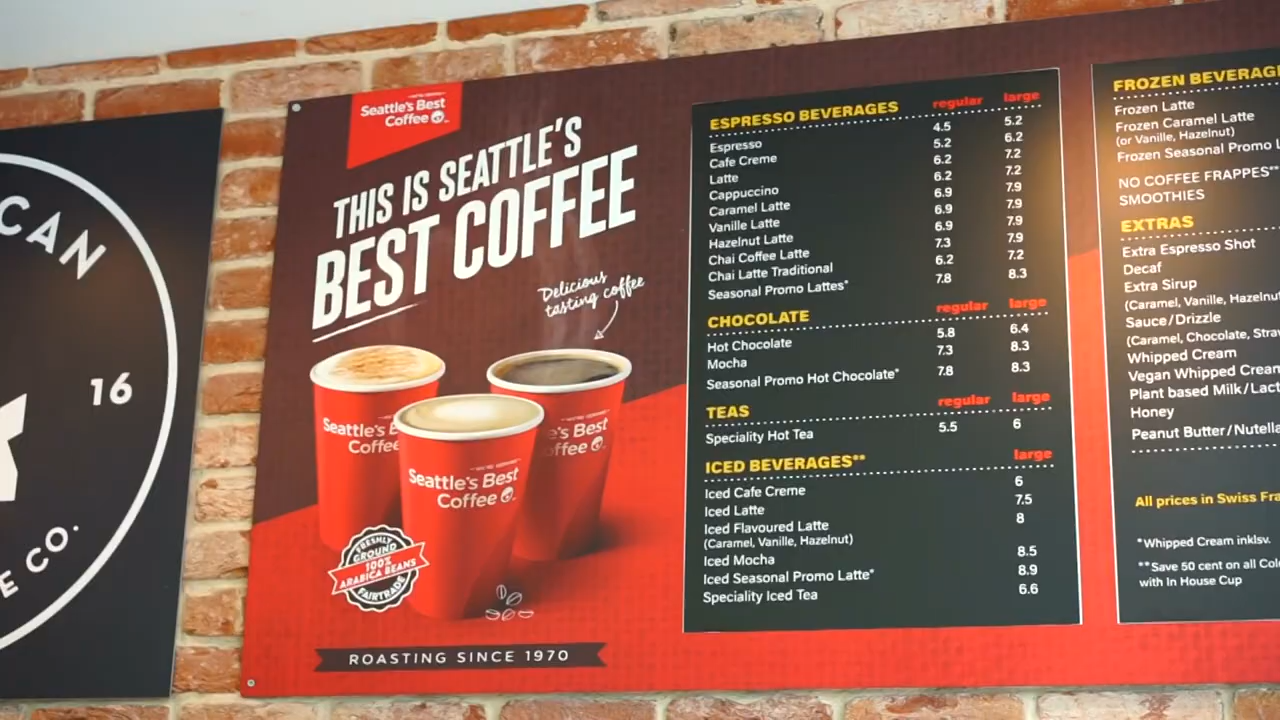 CAN
16
E CO.
Seattle's Best
Coffee
THIS IS SEATTLE'S
BEST COFFEE
Delicious
tasting coffee
Seattle's
Coffee
Seattle's Best
Coffee
e's Best
offee
FRESHLY
GROUND
100%
ARABICA BEANS
FAIRTRADE
ROASTING SINCE 1970
ESPRESSO BEVERAGES regular large
Espresso 4.5 5.2
Cafe Creme 5.2 6.2
Latte 6.2 7.2
Cappuccino 6.2 7.2
Caramel Latte 6.9 7.9
Vanilla Latte 6.9 7.9
Hazelnut Latte 6.9 7.9
Chai Coffee Latte 7.3 7.9
Chai Latte Traditional 6.2 7.2
Seasonal Promo Lattes* 7.8 8.3
CHOCOLATE regular large
Hot Chocolate 5.8 6.4
Mocha 7.3 8.3
Seasonal Promo Hot Chocolate* 7.8 8.3
TEAS regular large
Speciality Hot Tea 5.5 6
ICED BEVERAGES** large
Iced Cafe Creme 6
Iced Latte 7.5
Iced Flavoured Latte 8
(Caramel, Vanille, Hazelnut)
Iced Mocha 8.5
Iced Seasonal Promo Latte* 8.9
Speciality Iced Tea 6.6
FROZEN BEVERAGE
Frozen Latte
Frozen Caramel Latte
(or Vanille, Hazelnut)
Frozen Seasonal Promo L
NO COFFEE FRAPPES**
SMOOTHIES
EXTRAS
Extra Espresso Shot
Decaf
Extra Sirup
(Caramel, Vanille, Hazelnut
Sauce/Drizzle
(Caramel, Chocolate, Straw
Whipped Cream
Vegan Whipped Cream
Plant based Milk/Lact
Honey
Peanut Butter/Nutella
All prices in Swiss Fra
*Whipped Cream inklsv.
**Save 50 cent on all Col
with In House Cup